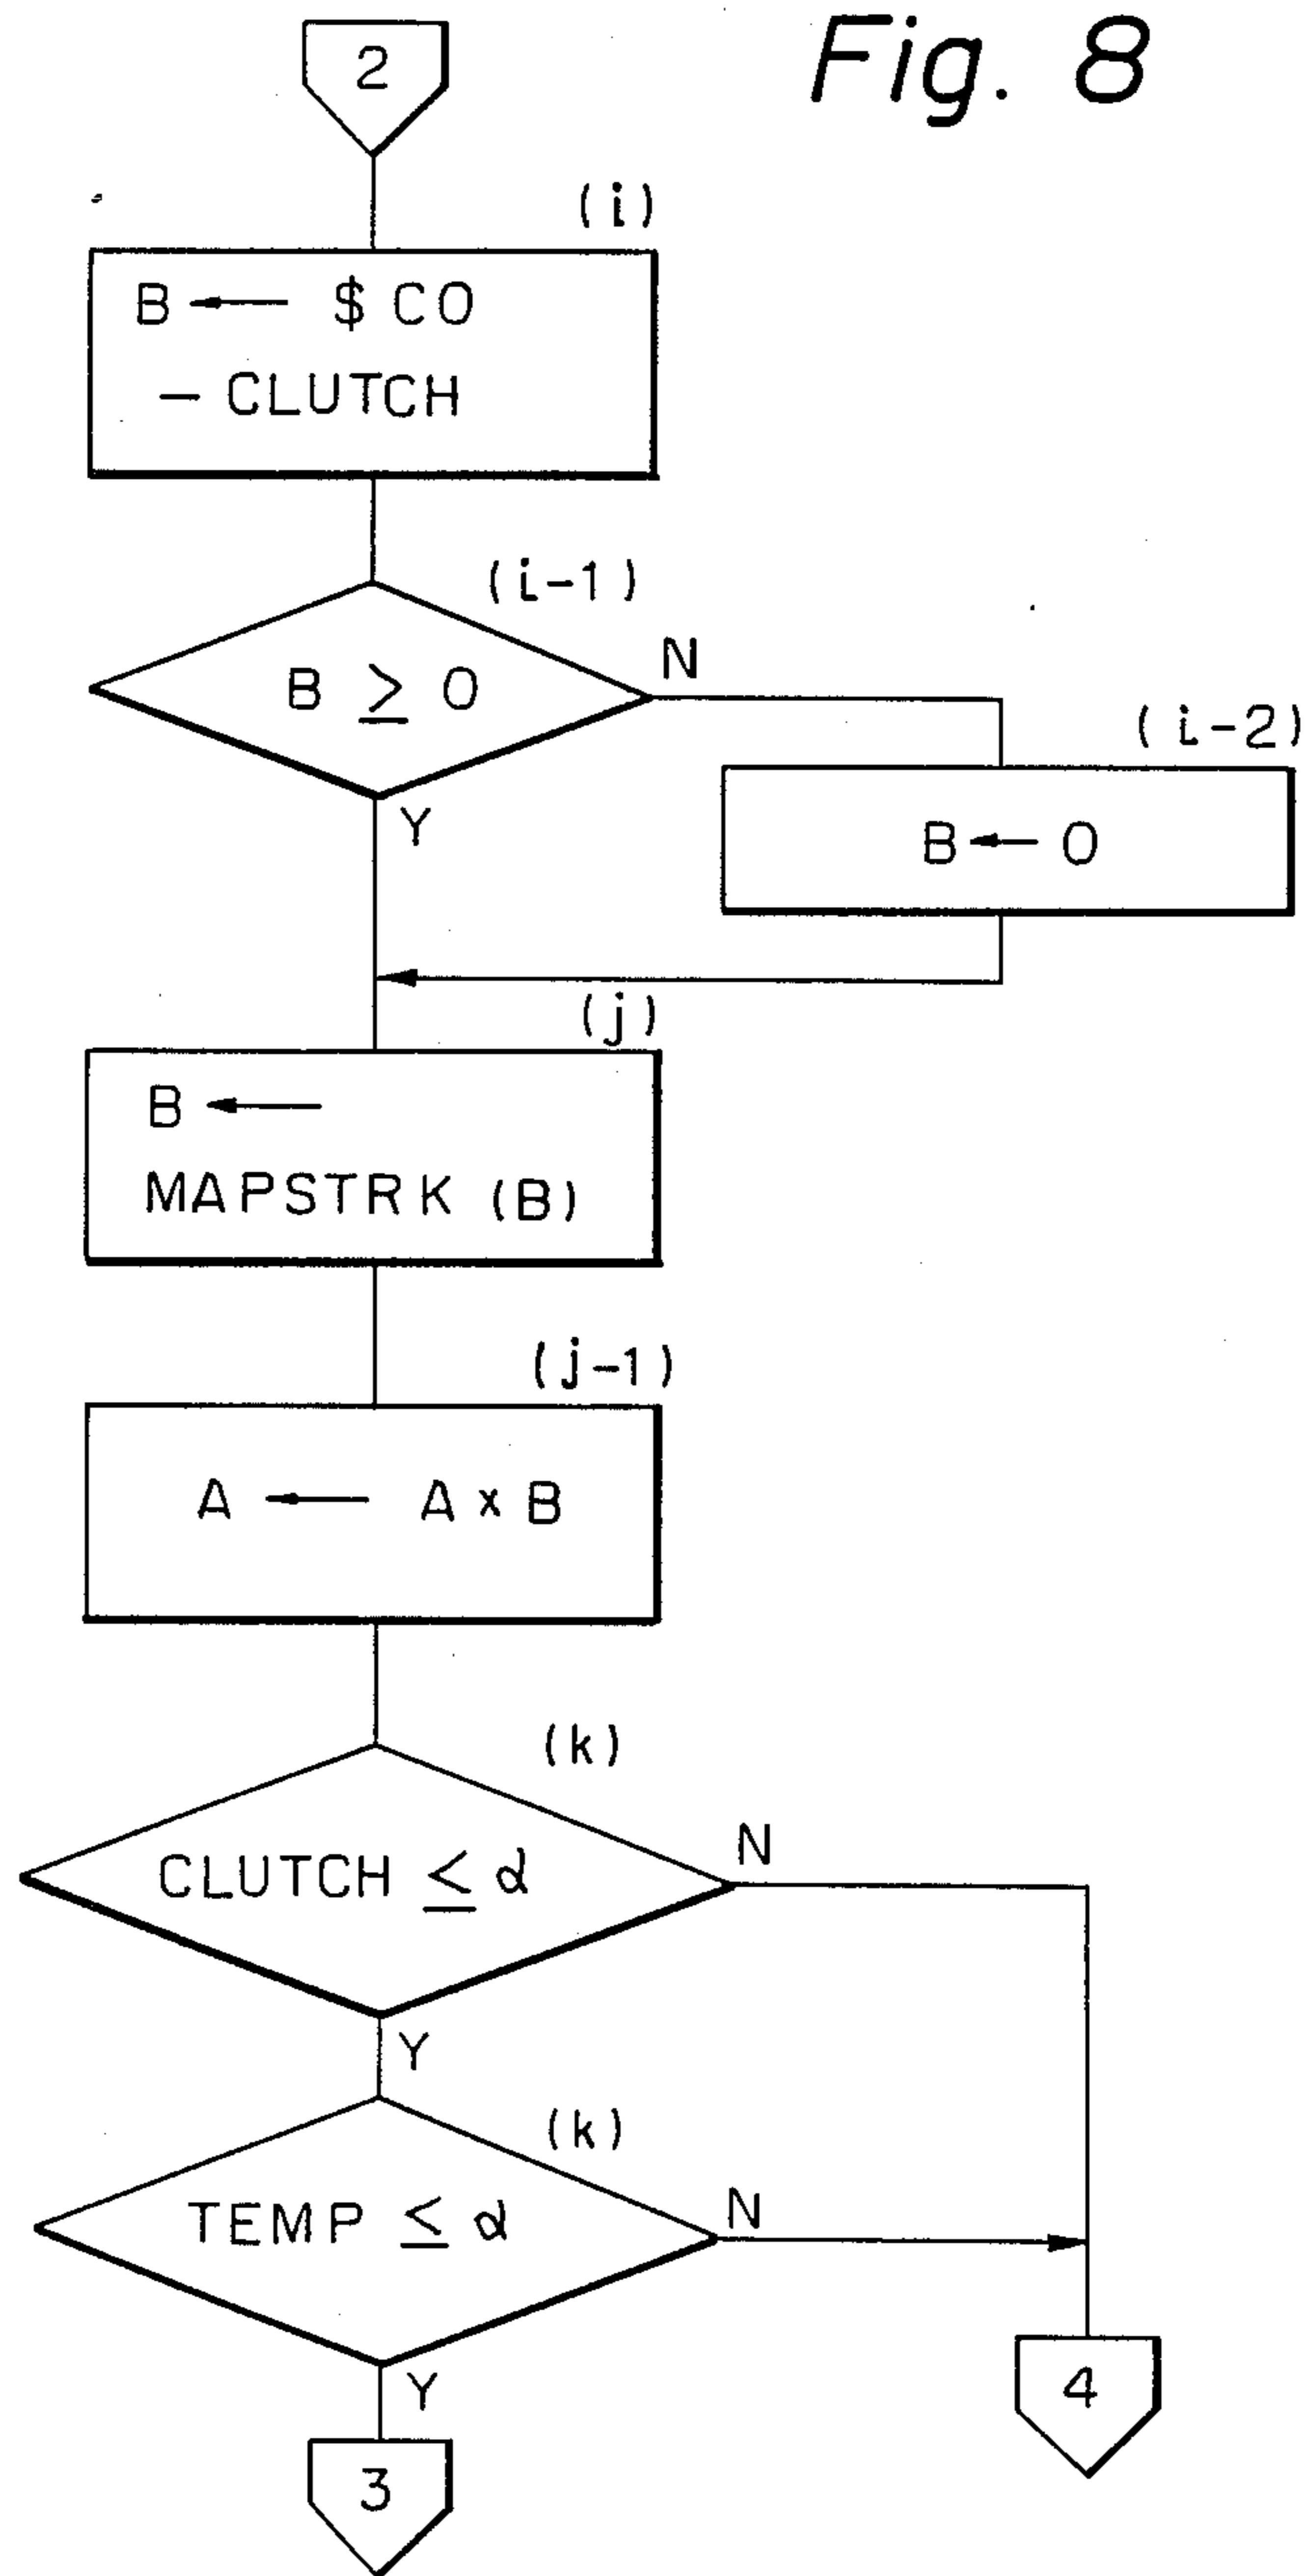 Fig. 8
2
(i)
B ← $ CO
- CLUTCH
(i-1)
B ≥ 0
N
Y
(i-2)
B ← 0
(j)
B ←
MAPSTRK (B)
(j-1)
A ← A x B
(k)
CLUTCH ≤ α
N
Y
(k)
TEMP ≤ α
N
Y
4
3